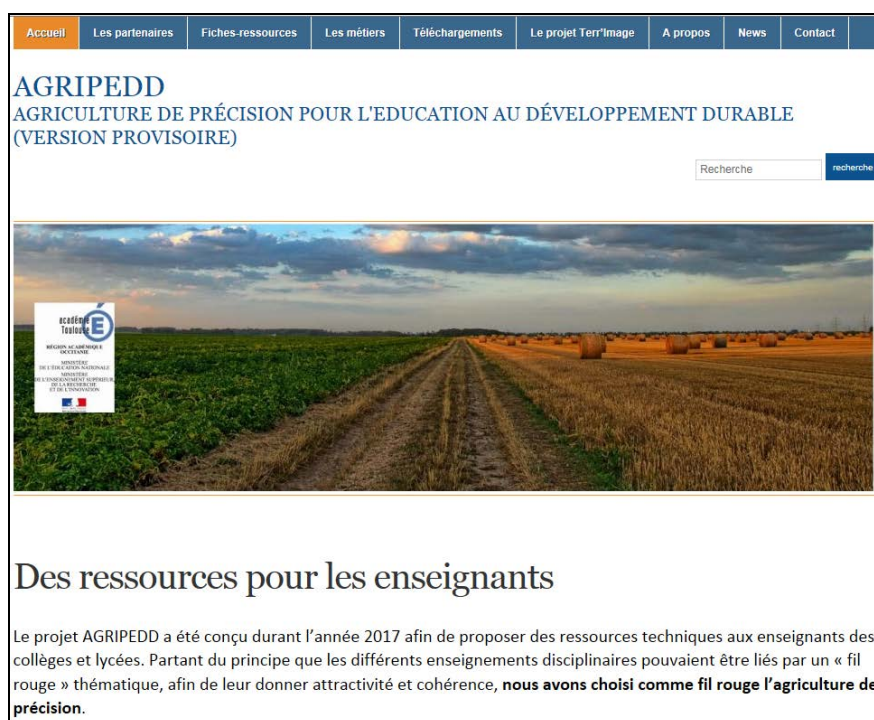 Accueil
Les partenaires
Fiches-ressources
Les métiers
Téléchargements
Le projet Terr'Image
A propos
News
Contact
AGRIPEDD
AGRICULTURE DE PRÉCISION POUR L'EDUCATION AU DÉVELOPPEMENT DURABLE
(VERSION PROVISOIRE)
Recherche
recherche
académie
Toulouse
RÉGION ACADÉMIQUE
OCCITANIE
MINISTÈRE
DE L'ÉDUCATION NATIONALE
MINISTÈRE
DE L'ENSEIGNEMENT SUPÉRIEUR,
DE LA RECHERCHE
ET DE L'INNOVATION
Des ressources pour les enseignants
Le projet AGRIPEDD a été conçu durant l'année 2017 afin de proposer des ressources techniques aux enseignants des
collèges et lycées. Partant du principe que les différents enseignements disciplinaires pouvaient être liés par un « fil
rouge » thématique, afin de leur donner attractivité et cohérence, nous avons choisi comme fil rouge l'agriculture de
précision.